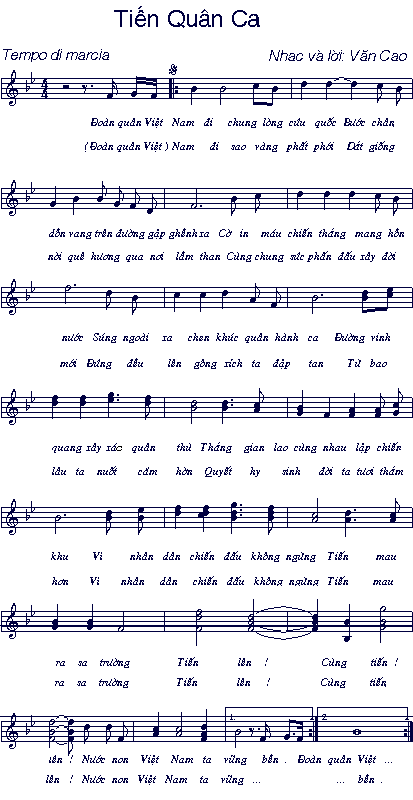 Tiến Quân Ca
Tempo di marcia
Nhạc và lời: Văn Cao
Đoàn quân Việt Nam đi chung lòng cứu quốc Bước chân
(Đoàn quân Việt) Nam đi sao vàng phất phới Dắt giống
dồn vang trên đường gập ghềnh xa Cờ in máu chiến thắng mang hồn
nòi quê hương qua nơi lầm than Cùng chung sức phấn đấu xây đời
nước Súng ngoài xa chen khúc quân hành ca Đường vinh
mới Đứng đều lên gông xích ta đập tan Từ bao
quang xây xác quân thù Thắng gian lao cùng nhau lập chiến
lâu ta nuốt căm hờn Quyết hy sinh đời ta tươi thắm
khu Vì nhân dân chiến đấu không ngừng Tiến mau
hơn Vì nhân dân chiến đấu không ngừng Tiến mau
ra sa trường Tiến lên! Cùng tiến!
ra sa trường Tiến lên! Cùng tiến
lên! Nước non Việt Nam ta vững bền. Đoàn quân Việt ...
lên! Nước non Việt Nam ta vững ... ... bền.
1.
2.